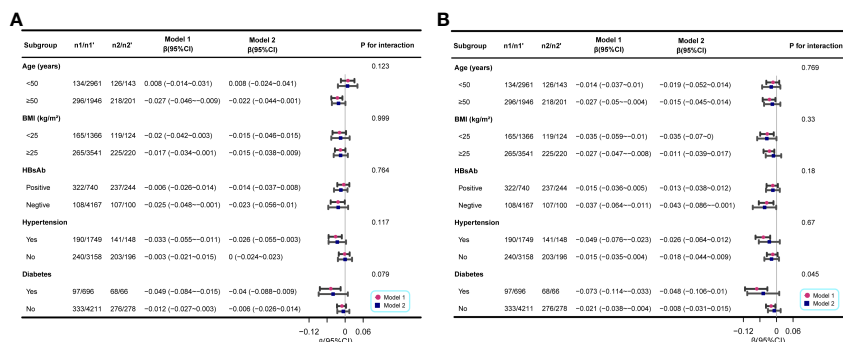 A
Subgroup n1/n1' n2/n2' Model 1 β(95%CI) Model 2 β(95%CI) P for interaction
Age (years) 0.123
<50 134/2961 126/143 0.008 (−0.014~0.031) 0.008 (−0.024~0.041)
≥50 296/1946 218/201 −0.027 (−0.046~−0.009) −0.022 (−0.044~0.001)
BMI (kg/m²) 0.999
<25 165/1366 119/124 −0.02 (−0.042~0.003) −0.015 (−0.046~0.015)
≥25 265/3541 225/220 −0.017 (−0.034~0.001) −0.015 (−0.038~0.009)
HBsAb 0.764
Positive 322/740 237/244 −0.006 (−0.026~0.014) −0.014 (−0.037~0.008)
Negtive 108/4167 107/100 −0.025 (−0.048~0.001) −0.023 (−0.056~0.01)
Hypertension 0.117
Yes 190/1749 141/148 −0.033 (−0.055~0.011) −0.026 (−0.055~0.003)
No 240/3158 203/196 −0.003 (−0.021~0.015) 0 (−0.024~0.023)
Diabetes 0.079
Yes 97/696 68/66 −0.049 (−0.084~−0.015) −0.04 (−0.088~0.009)
No 333/4211 276/278 −0.012 (−0.027~0.003) −0.006 (−0.026~0.014)
Model 1
Model 2
−0.12 0 0.06
β(95%CI)
B
Subgroup n1/n1' n2/n2' Model 1 β(95%CI) Model 2 β(95%CI) P for interaction
Age (years) 0.769
<50 134/2961 126/143 −0.014 (−0.037~0.01) −0.019 (−0.052~0.014)
≥50 296/1946 218/201 −0.027 (−0.05~−0.004) −0.015 (−0.045~0.014)
BMI (kg/m²) 0.33
<25 165/1366 119/124 −0.035 (−0.059~−0.01) −0.035 (−0.07~0)
≥25 265/3541 225/220 −0.027 (−0.047~−0.008) −0.011 (−0.039~0.017)
HBsAb 0.18
Positive 322/740 237/244 −0.015 (−0.036~0.005) −0.013 (−0.038~0.012)
Negtive 108/4167 107/100 −0.037 (−0.064~−0.011) −0.043 (−0.086~−0.001)
Hypertension 0.67
Yes 190/1749 141/148 −0.049 (−0.076~−0.023) −0.026 (−0.064~0.012)
No 240/3158 203/196 −0.015 (−0.035~0.004) −0.018 (−0.044~0.009)
Diabetes 0.045
Yes 97/696 68/66 −0.073 (−0.114~−0.033) −0.048 (−0.106~0.01)
No 333/4211 276/278 −0.021 (−0.038~−0.004) −0.008 (−0.031~0.015)
Model 1
Model 2
−0.12 0 0.06
β(95%CI)